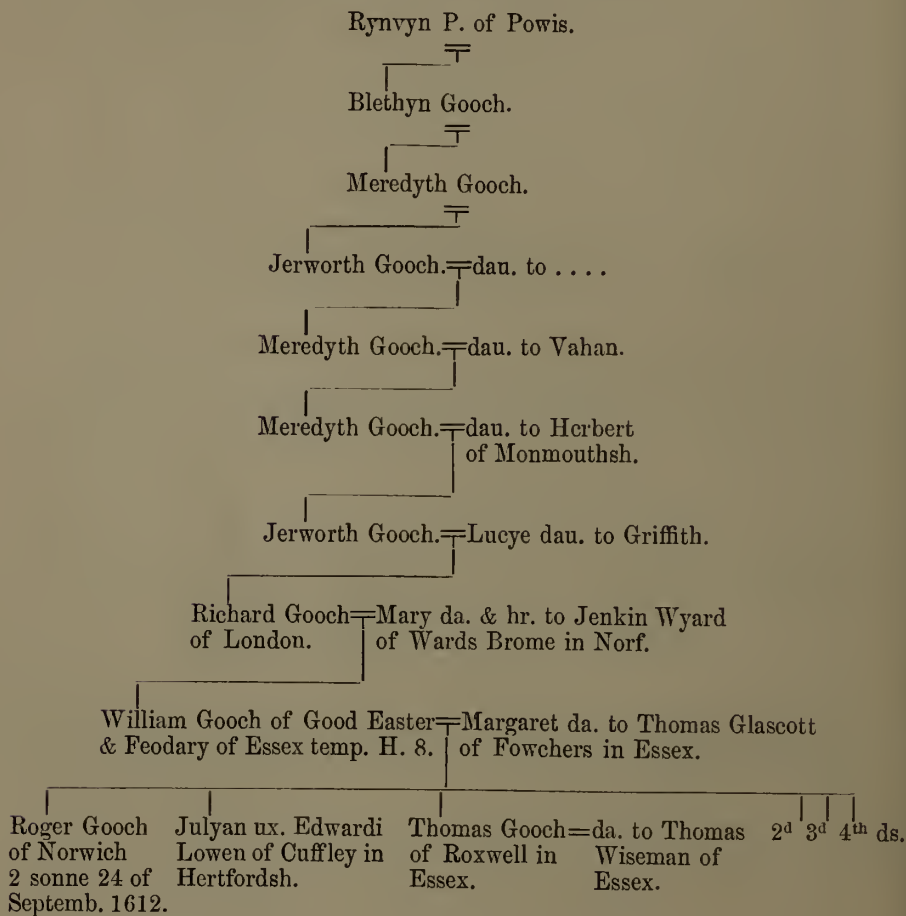 Rynvyn P. of Powis.
Blethyn Gooch.
Meredyth Gooch.
Jerworth Gooch. dau. to . . . .
Meredyth Gooch. dau. to Vahan.
Meredyth Gooch. dau. to Herbert
of Monmouthsh.
Jerworth Gooch. Lucye dau. to Griffith.
Richard Gooch Mary da. & hr. to Jenkin Wyard
of London. of Wards Brome in Norf.
William Gooch of Good Easter Margaret da. to Thomas Glascott
& Feodary of Essex temp. H. 8. of Fowchers in Essex.
Roger Gooch
of Norwich
2 sonne 24 of
Septemb. 1612.
Julyan ux. Edwardi
Lowen of Cuffley in
Hertfordsh.
Thomas Gooch=da. to Thomas
of Roxwell in Wiseman of
Essex. Essex.
2d 3d 4th ds.